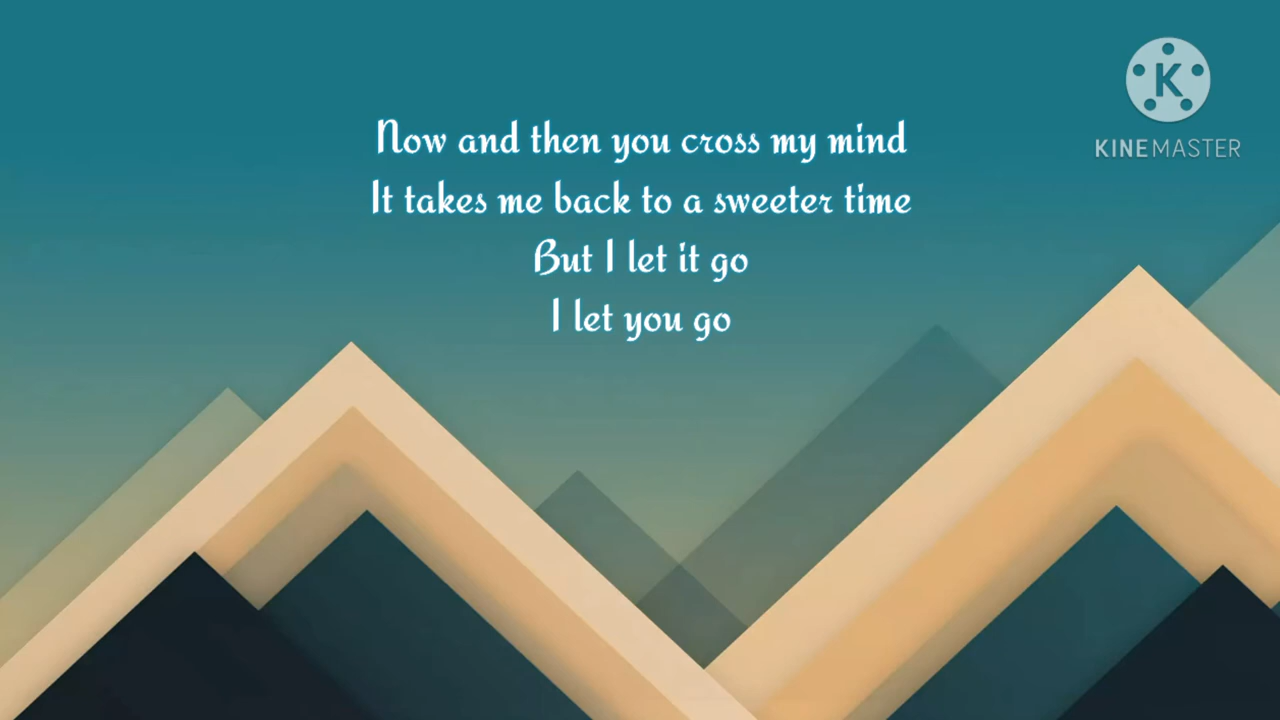 Now and then you cross my mind
It takes me back to a sweeter time
But I let it go
I let you go
K
KINEMASTER